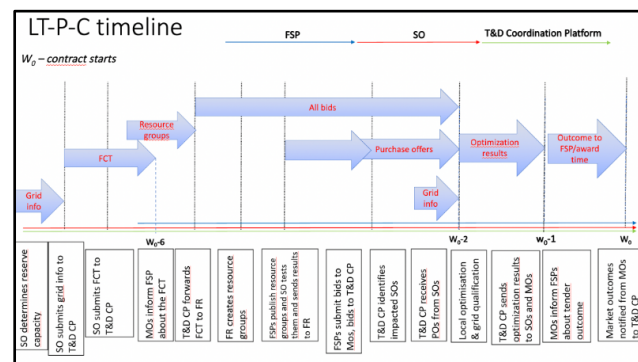 LT-P-C timeline
FSP
SO
T&D Coordination Platform
W0 – contract starts
All bids
Resource
groups
FCT
Purchase offers
Optimization
results
Outcome to
FSP/award
time
Grid
info
Grid
info
W0-6
W0-2
W0-1
W0
SO determines reserve
capacity
SO submits grid info to
T&D CP
SO submits FCT to
T&D CP
MOs inform FSP
about the FCT
T&D CP forwards
FCT to FR
FR creates resource
groups
FSPs publish resource
groups and SO tests
them and sends results
to FR
FSPs submit bids to
Mos, bids to T&D CP
T&D CP identifies
impacted SOs
T&D CP receives
POs from SOs
Local optimisation
& grid qualification
T&D CP sends
optimization results
to SOs and MOs
MOs inform FSPs
about tender
outcome
Market outcomes
notified from MOs
to T&D CP